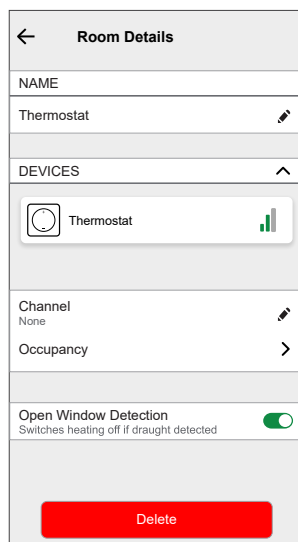 Room Details
NAME
Thermostat
DEVICES
Thermostat
Channel
None
Occupancy
Open Window Detection
Switches heating off if draught detected
Delete